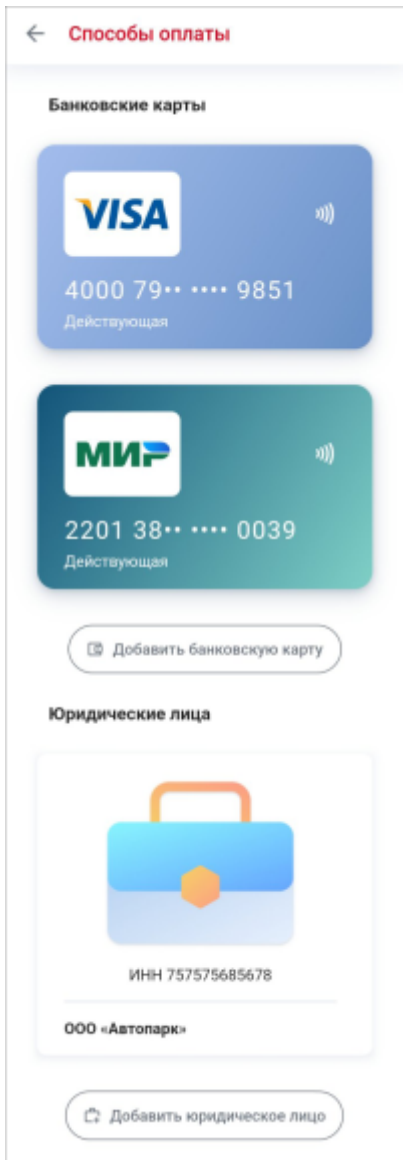 Способы оплаты
Банковские карты
VISA
4000 79•• •••• 9851
Действующая
МИР
2201 38•• •••• 0039
Действующая
Добавить банковскую карту
Юридические лица
ИНН 757575685678
ООО «Автопарк»
Добавить юридическое лицо